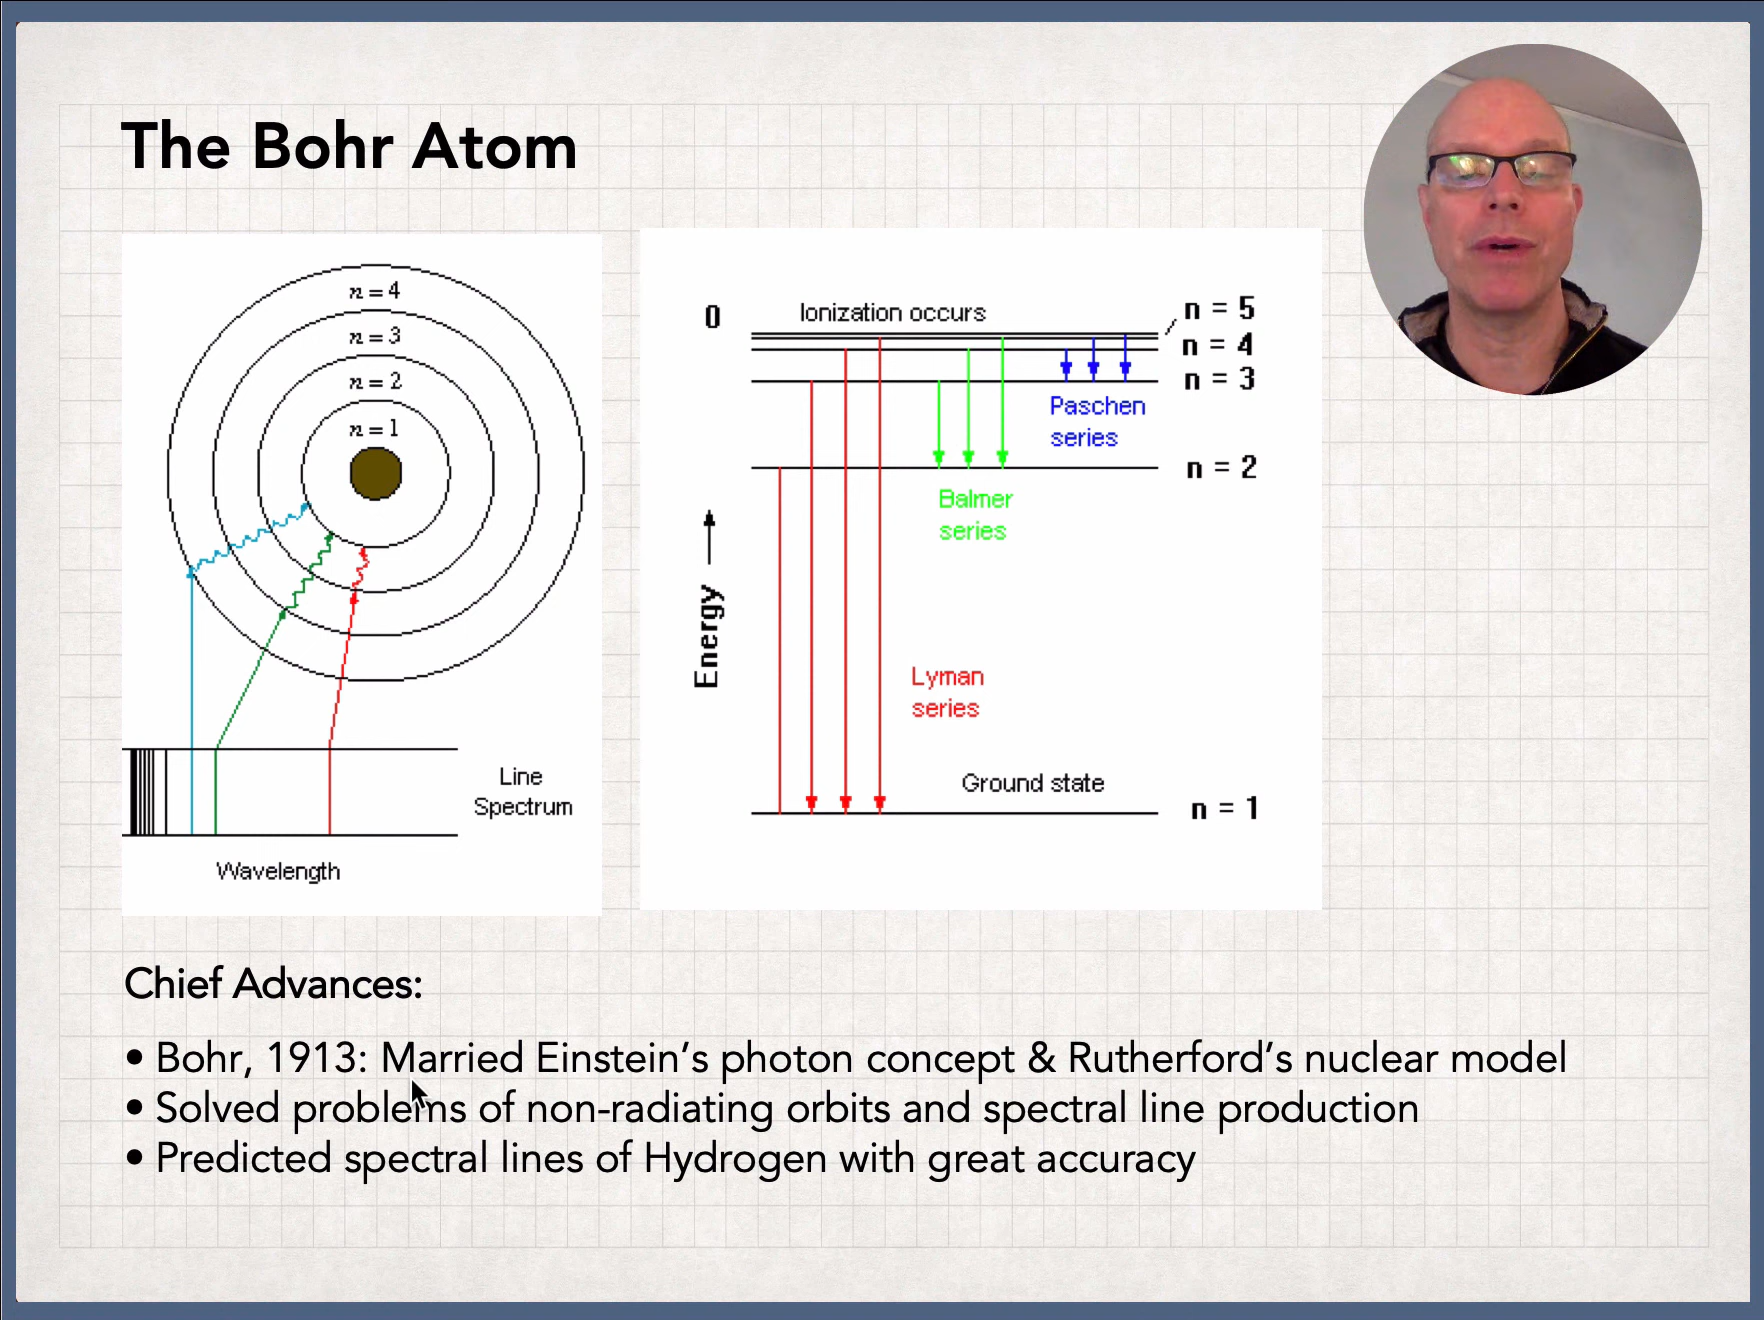 The Bohr Atom
n = 4
n = 3
n = 2
n = 1
Line
Spectrum
Wavelength
0
Ionization occurs
n = 5
n = 4
n = 3
Paschen
series
n = 2
Balmer
series
Energy
Lyman
series
Ground state
n = 1
Chief Advances:
• Bohr, 1913: Married Einstein’s photon concept & Rutherford’s nuclear model
• Solved problems of non-radiating orbits and spectral line production
• Predicted spectral lines of Hydrogen with great accuracy